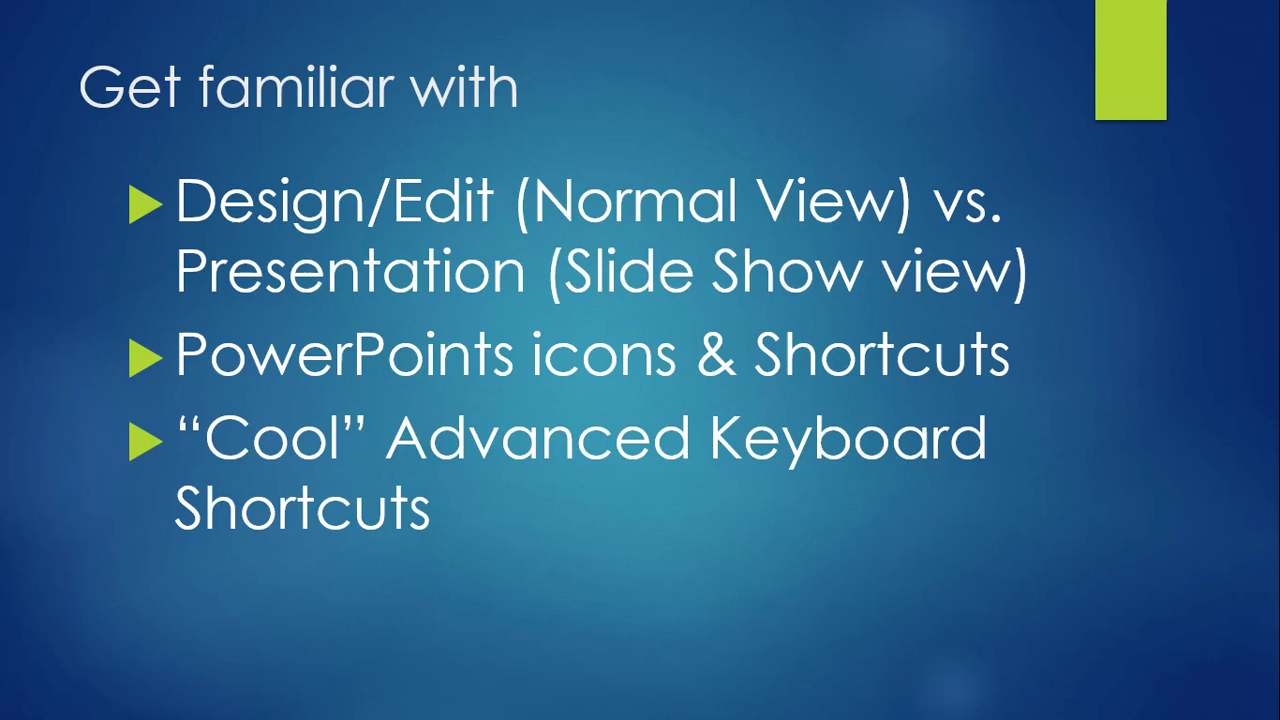 Get familiar with
Design/Edit (Normal View) vs.
Presentation (Slide Show view)
PowerPoints icons & Shortcuts
“Cool” Advanced Keyboard
Shortcuts